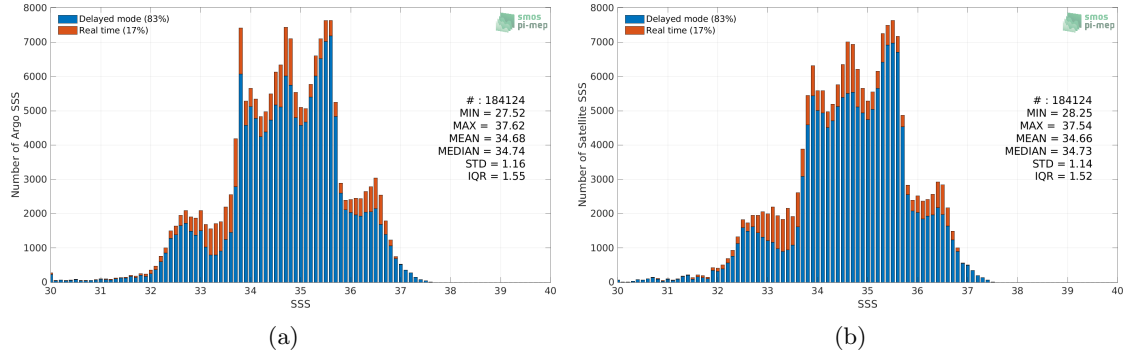 Delayed mode (83%)
Real time (17%)
smos
pi-mep
# : 184124
MIN = 27.52
MAX = 37.62
MEAN = 34.68
MEDIAN = 34.74
STD = 1.16
IQR = 1.55
Number of Argo SSS
8000
7000
6000
5000
4000
3000
2000
1000
0
30 31 32 33 34 35 36 37 38 39 40
SSS
(a)
Delayed mode (83%)
Real time (17%)
smos
pi-mep
# : 184124
MIN = 28.25
MAX = 37.54
MEAN = 34.66
MEDIAN = 34.73
STD = 1.14
IQR = 1.52
Number of Satellite SSS
8000
7000
6000
5000
4000
3000
2000
1000
0
30 31 32 33 34 35 36 37 38 39 40
SSS
(b)